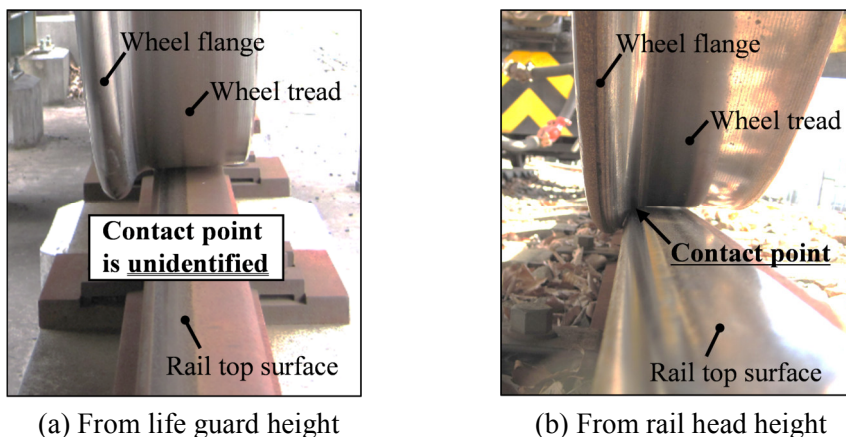 Wheel flange
Wheel tread
Contact point
is unidentified
Rail top surface
(a) From life guard height
Wheel flange
Wheel tread
Contact point
Rail top surface
(b) From rail head height